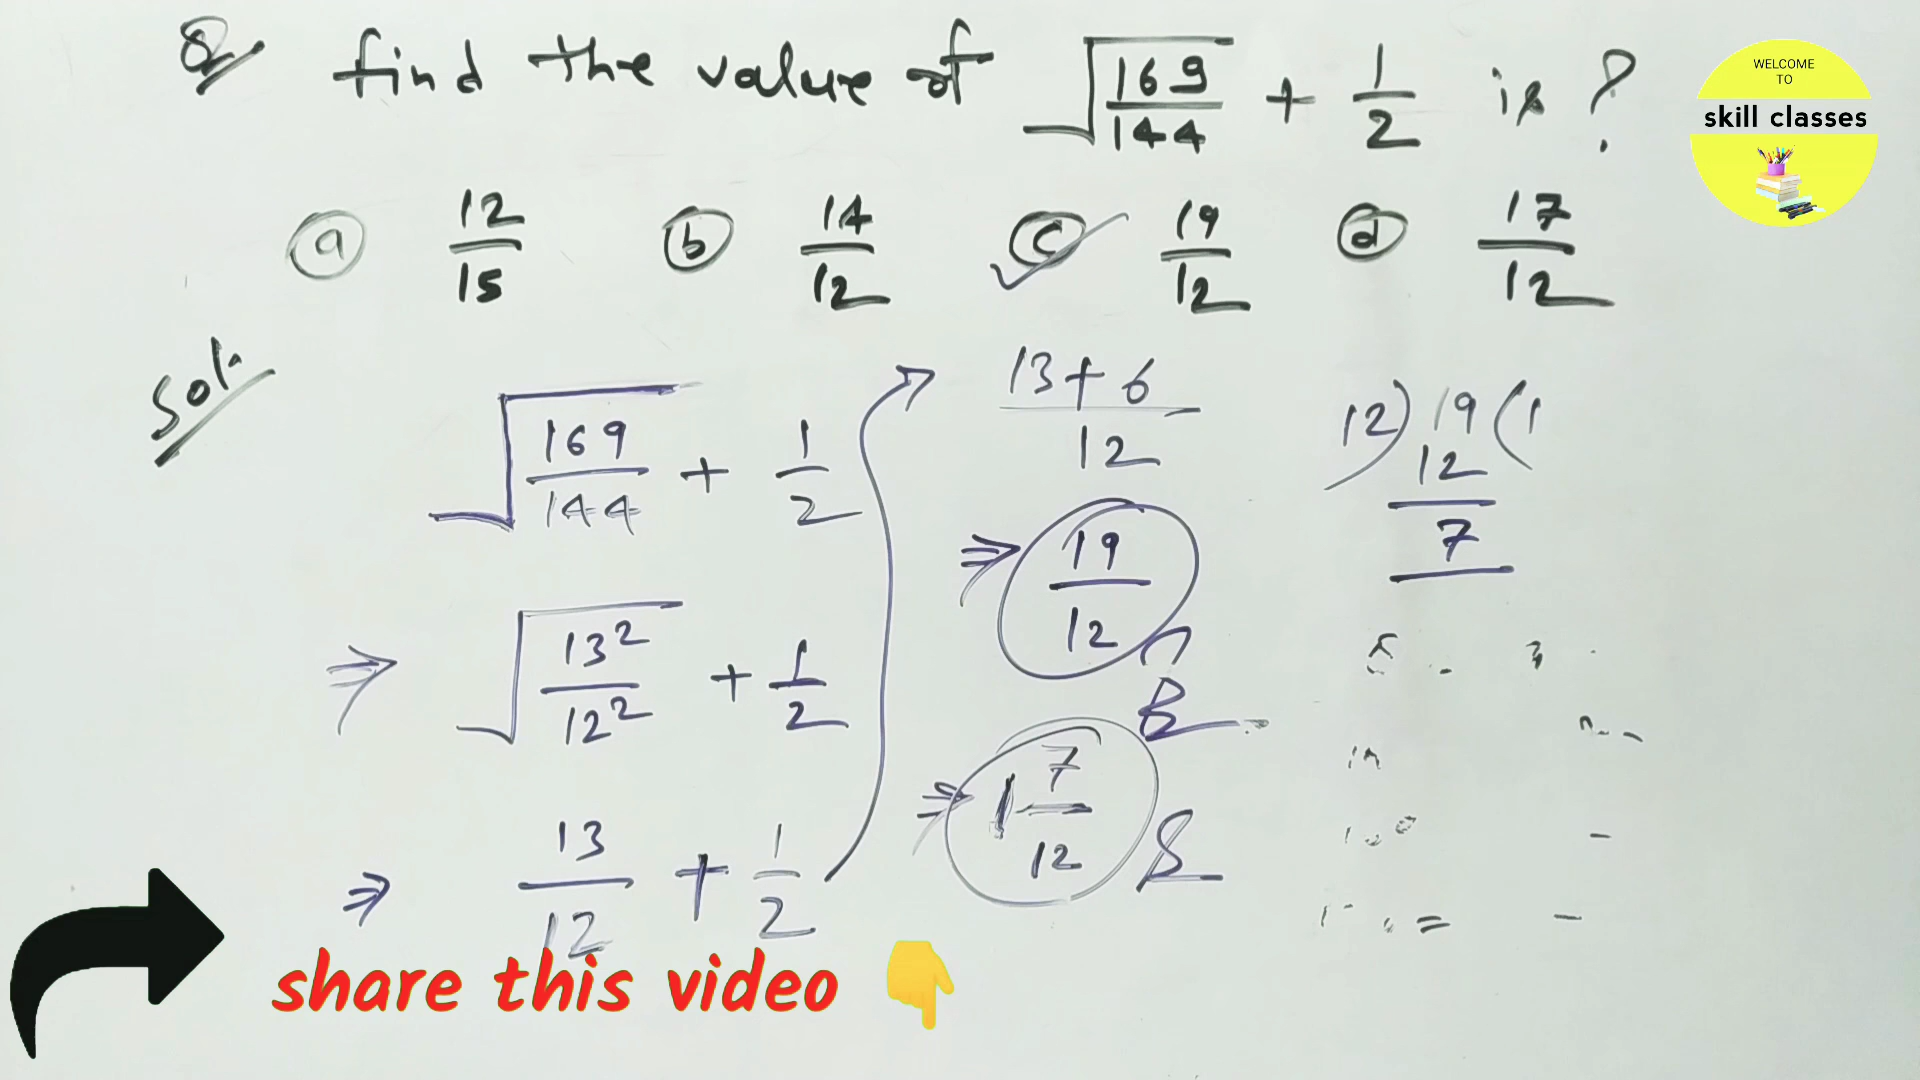 Q find the value of √169/144 + 1/2 is ?
(a) 12/15 (b) 14/12 (c) 19/12 (d) 17/12
Sol.
√169/144 + 1/2
⇒ √13²/12² + 1/2
⇒ 13/12 + 1/2
13 + 6 / 12
⇒ 19/12
⇒ 1 7/12
12) 19 (1
12
7
WELCOME
TO
skill classes
share this video 👇